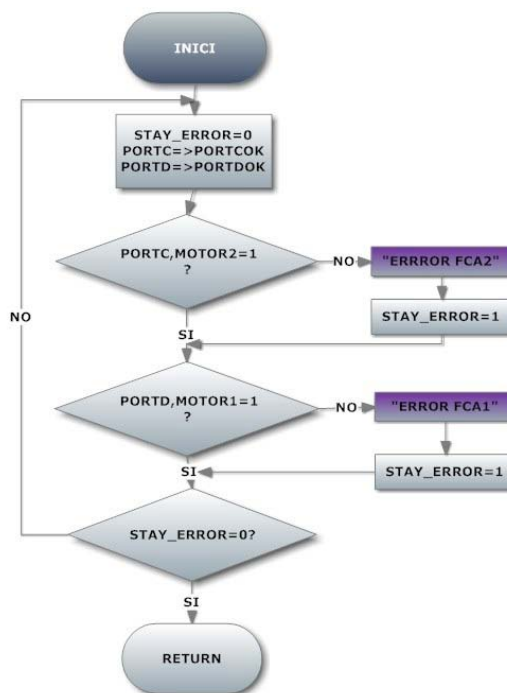 INICI
STAY_ERROR=0
PORTC=>PORTCOK
PORTD=>PORTDOK
PORTC,MOTOR2=1
?
NO
"ERRROR FCA2"
STAY_ERROR=1
NO
SI
PORTD,MOTOR1=1
?
NO
"ERROR FCA1"
STAY_ERROR=1
SI
STAY_ERROR=0?
SI
RETURN